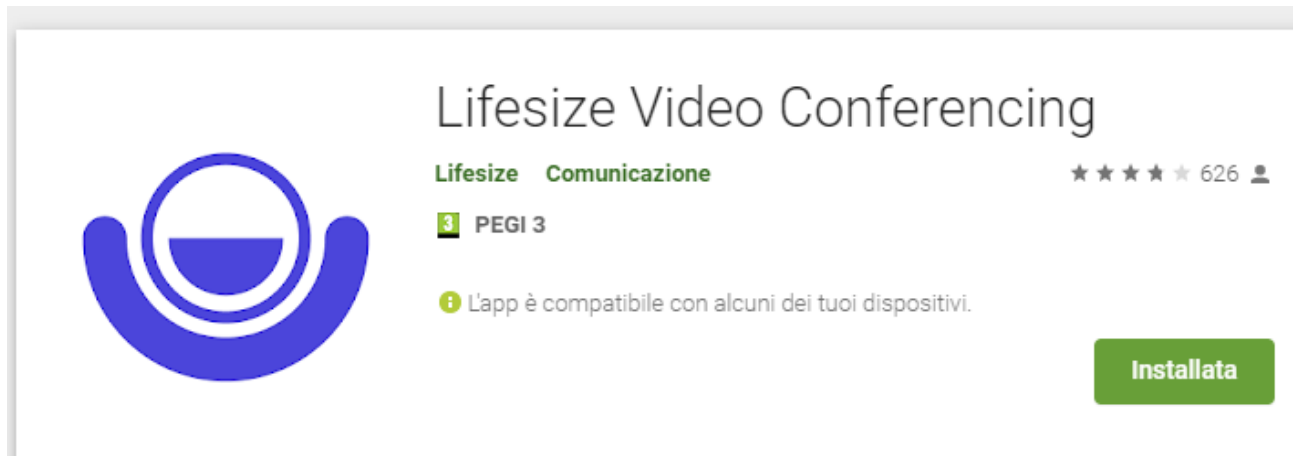 Lifesize Video Conferencing
Lifesize Comunicazione 626
3 PEGI 3
L'app è compatibile con alcuni dei tuoi dispositivi.
Installata